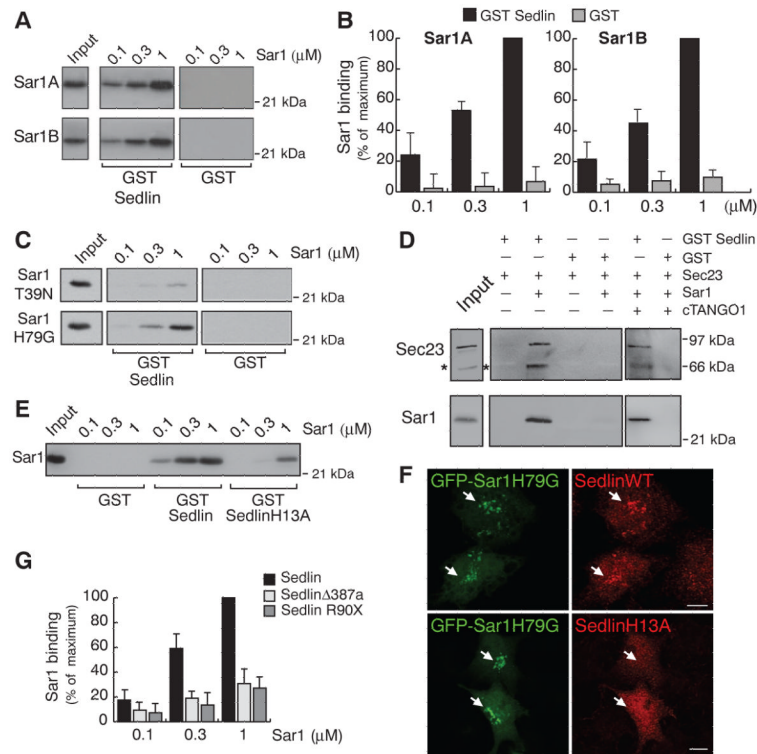 A
Input
0.1
0.3
1
0.1
0.3
1
Sar1 (μM)
Sar1A
21 kDa
Sar1B
21 kDa
GST
Sedlin
GST
B
GST Sedlin
GST
Sar1A
Sar1B
Sar1 binding
(% of maximum)
100
80
60
40
20
0
100
80
60
40
20
0
0.1
0.3
1
0.1
0.3
1
(μM)
C
Input
0.1
0.3
1
0.1
0.3
1
Sar1 (μM)
Sar1
T39N
21 kDa
Sar1
H79G
21 kDa
GST
Sedlin
GST
D
Input
+ + – – + – GST Sedlin
– – + + – + GST
+ + + + + + Sec23
– + – + + + Sar1
– – – – + + cTANGO1
Sec23
97 kDa
* *
66 kDa
Sar1
21 kDa
E
Input
0.1
0.3
1
0.1
0.3
1
0.1
0.3
1
Sar1 (μM)
Sar1
21 kDa
GST
GST
Sedlin
GST
SedlinH13A
F
GFP-Sar1H79G
SedlinWT
GFP-Sar1H79G
SedlinH13A
G
Sedlin
SedlinΔ387a
Sedlin R90X
Sar1 binding
(% of maximum)
100
80
60
40
20
0
0.1
0.3
1
Sar1 (μM)